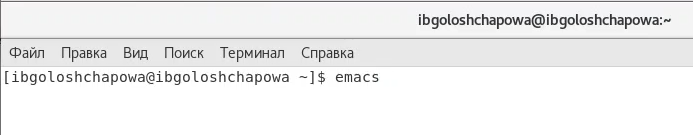 ibgoloshchapowa@ibgoloshchapowa:~
Файл Правка Вид Поиск Терминал Справка
[ibgoloshchapowa@ibgoloshchapowa ~]$ emacs